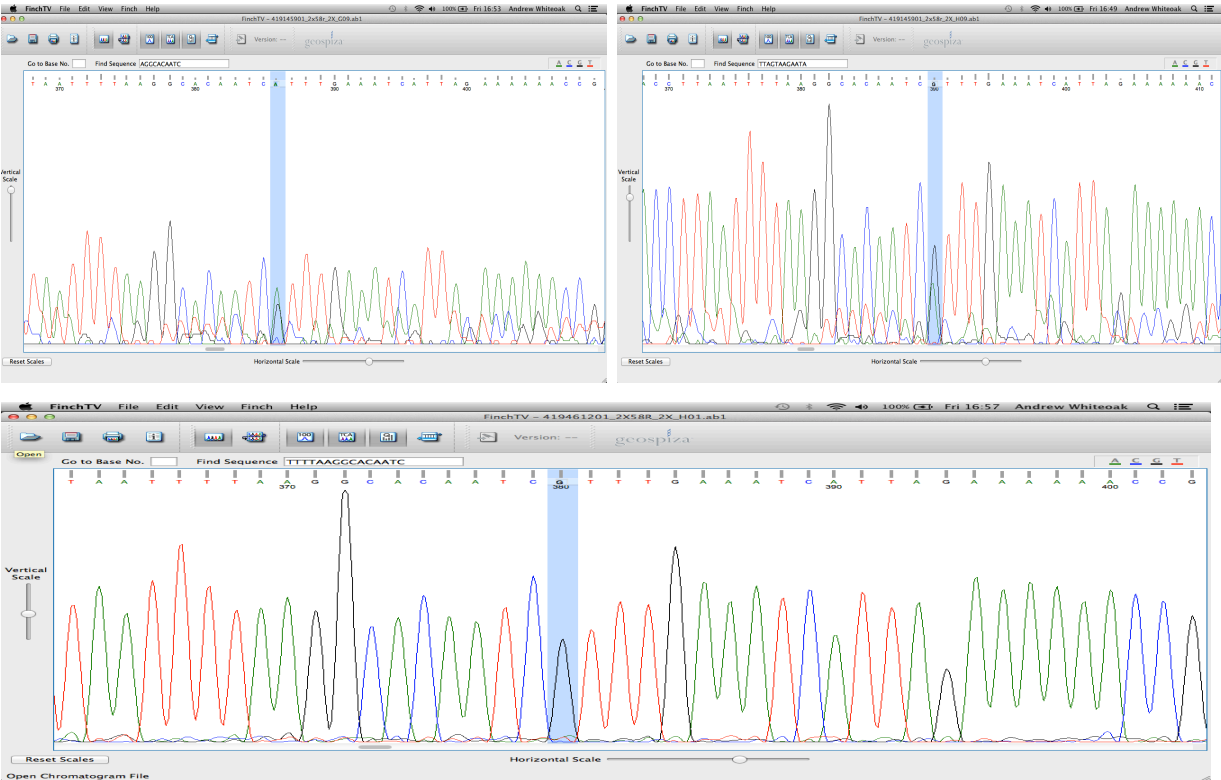 FinchTV File Edit View Finch Help 100% Fri 16:53 Andrew Whiteoak
FinchTV – 419145901_2x58r_2X_G09.ab1
Version: -- geospiza
Go to Base No. Find Sequence AGGCACAATC A C G T
370 380 390 400
Vertical
Scale
Reset Scales Horizontal Scale
FinchTV File Edit View Finch Help 100% Fri 16:49 Andrew Whiteoak
FinchTV – 419145901_2x58r_2X_H09.ab1
Version: -- geospiza
Go to Base No. Find Sequence TTAGTAAGAATA A C G T
370 380 390 400 410
Vertical
Scale
Reset Scales Horizontal Scale
FinchTV File Edit View Finch Help 100% Fri 16:57 Andrew Whiteoak
FinchTV – 419461201_2X58R_2X_H01.ab1
100 Version: -- geospiza
Open
Go to Base No. Find Sequence TTTTAAGGCACAATC A C G T
T A A T T T T A A G G C A C A A T C G T T T G A A A T C A T T A G A A A A A A C C G
370 380 390 400
Vertical
Scale
Reset Scales Horizontal Scale
Open Chromatogram File